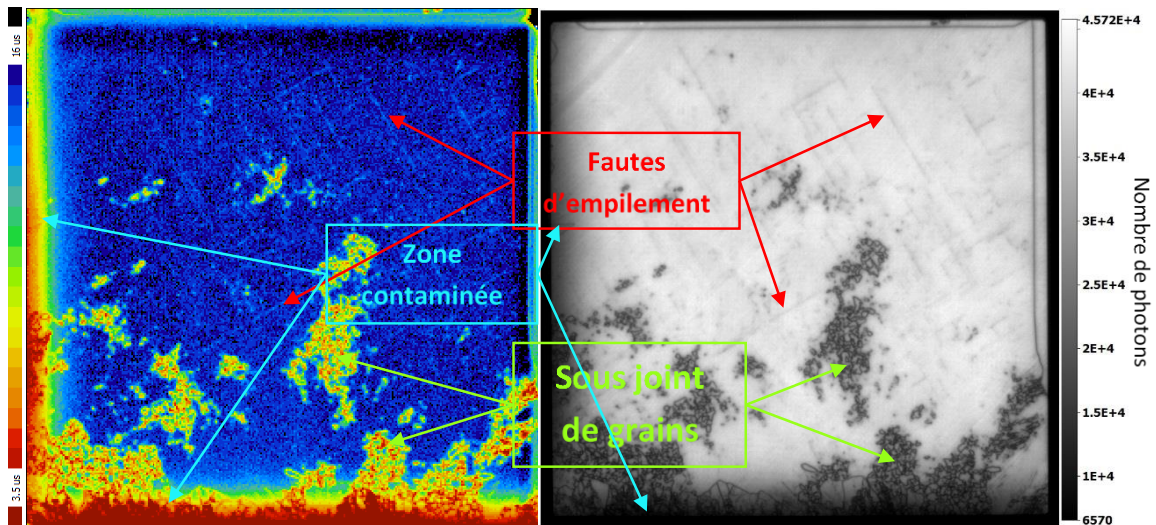 16 us
3.5 us
Fautes
d'empilement
Zone
contaminée
Sous joint
de grains
4.572E+4
4E+4
3.5E+4
3E+4
2.5E+4
2E+4
1.5E+4
1E+4
6570
Nombre de photons